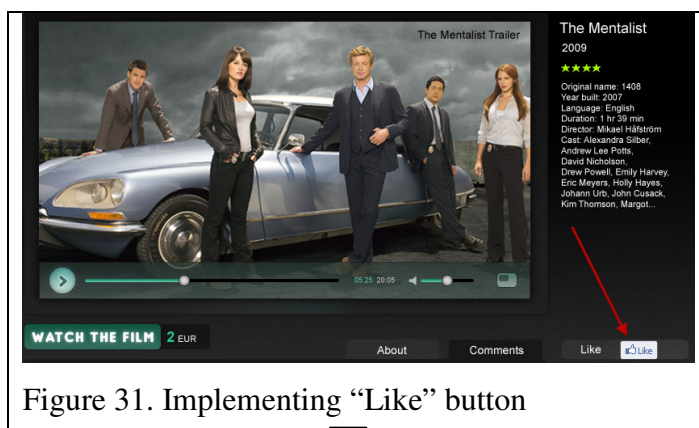 The Mentalist Trailer
The Mentalist
2009
Original name: 1408
Year built: 2007
Language: English
Duration: 1 hr 39 min
Director: Mikael Håfström
Cast: Alexandra Silber,
Andrew Lee Potts,
David Nicholson,
Drew Powell, Emily Harvey,
Eric Meyers, Holly Hayes,
Johann Urb, John Cusack,
Kim Thomson, Margot...
05:25 20:05
WATCH THE FILM 2 EUR
About
Comments
Like
Like
Figure 31. Implementing “Like” button